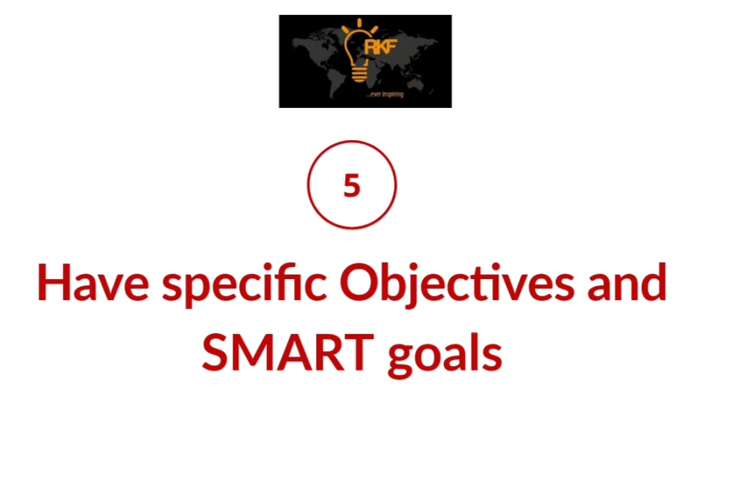 RKF
...ever inspiring
5
Have specific Objectives and
SMART goals